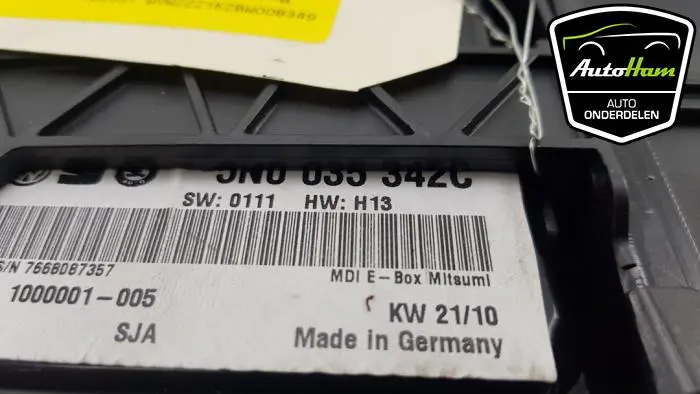 AutoHam
AUTO
ONDERDELEN
5N0 035 342C
SW: 0111 HW: H13
S/N 7668087357
MDI E-Box Mitsumi
1000001-005
KW 21/10
SJA
Made in Germany